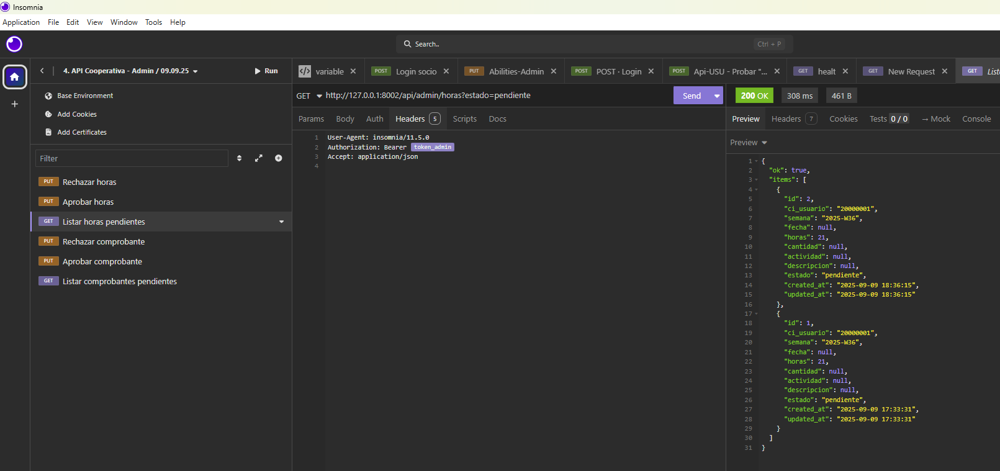 Insomnia
Application File Edit View Window Tools Help
Search.. Ctrl + P
4. API Cooperativa - Admin / 09.09.25 Run
variable
POST Login socio
PUT Abilities-Admin
POST POST · Login
POST Api-USU - Probar "...
GET healt
GET New Request
GET
Base Environment
Add Cookies
Add Certificates
Filter
PUT Rechazar horas
PUT Aprobar horas
GET Listar horas pendientes
PUT Rechazar comprobante
PUT Aprobar comprobante
GET Listar comprobantes pendientes
GET http://127.0.0.1:8002/api/admin/horas?estado=pendiente Send
Params Body Auth Headers 5 Scripts Docs
1 User-Agent: insomnia/11.5.0
2 Authorization: Bearer token_admin
3 Accept: application/json
4
200 OK 308 ms 461 B
Preview Headers 7 Cookies Tests 0 / 0 → Mock Console
Preview
1 {
2 "ok": true,
3 "items": [
4 {
5 "id": 2,
6 "ci_usuario": "20000001",
7 "semana": "2025-W36",
8 "fecha": null,
9 "horas": 21,
10 "cantidad": null,
11 "actividad": null,
12 "descripcion": null,
13 "estado": "pendiente",
14 "created_at": "2025-09-09 18:36:15",
15 "updated_at": "2025-09-09 18:36:15"
16 },
17 {
18 "id": 1,
19 "ci_usuario": "20000001",
20 "semana": "2025-W36",
21 "fecha": null,
22 "horas": 21,
23 "cantidad": null,
24 "actividad": null,
25 "descripcion": null,
26 "estado": "pendiente",
27 "created_at": "2025-09-09 17:33:31",
28 "updated_at": "2025-09-09 17:33:31"
29 }
30 ]
31 }